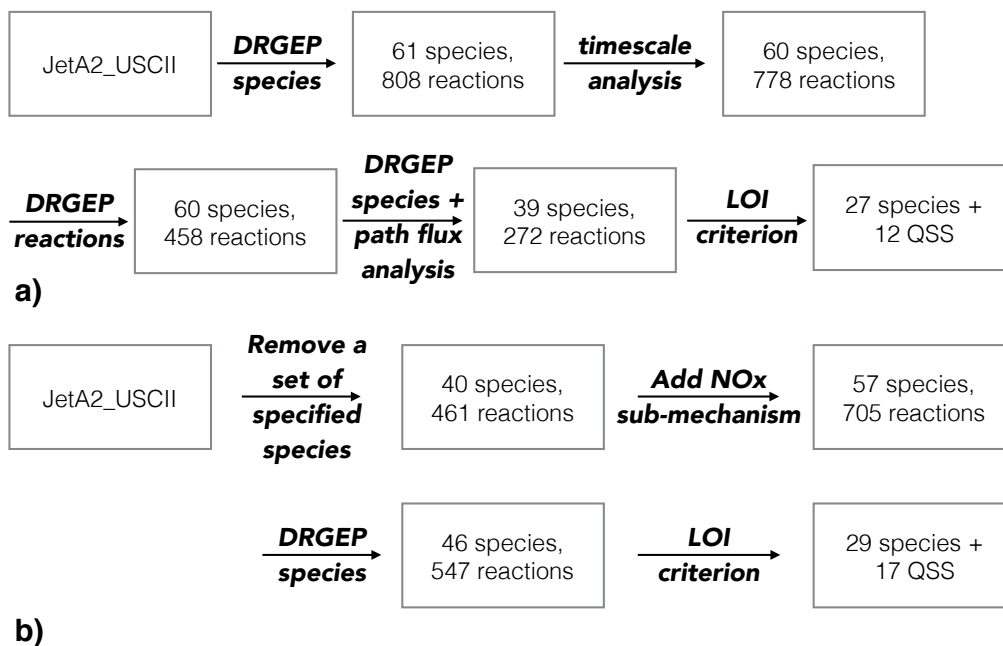 JetA2_USCII
DRGEP
species
61 species,
808 reactions
timescale
analysis
60 species,
778 reactions
DRGEP
reactions
60 species,
458 reactions
DRGEP
species +
path flux
analysis
39 species,
272 reactions
LOI
criterion
27 species +
12 QSS
a)
JetA2_USCII
Remove a
set of
specified
species
40 species,
461 reactions
Add NOx
sub-mechanism
57 species,
705 reactions
DRGEP
species
46 species,
547 reactions
LOI
criterion
29 species +
17 QSS
b)